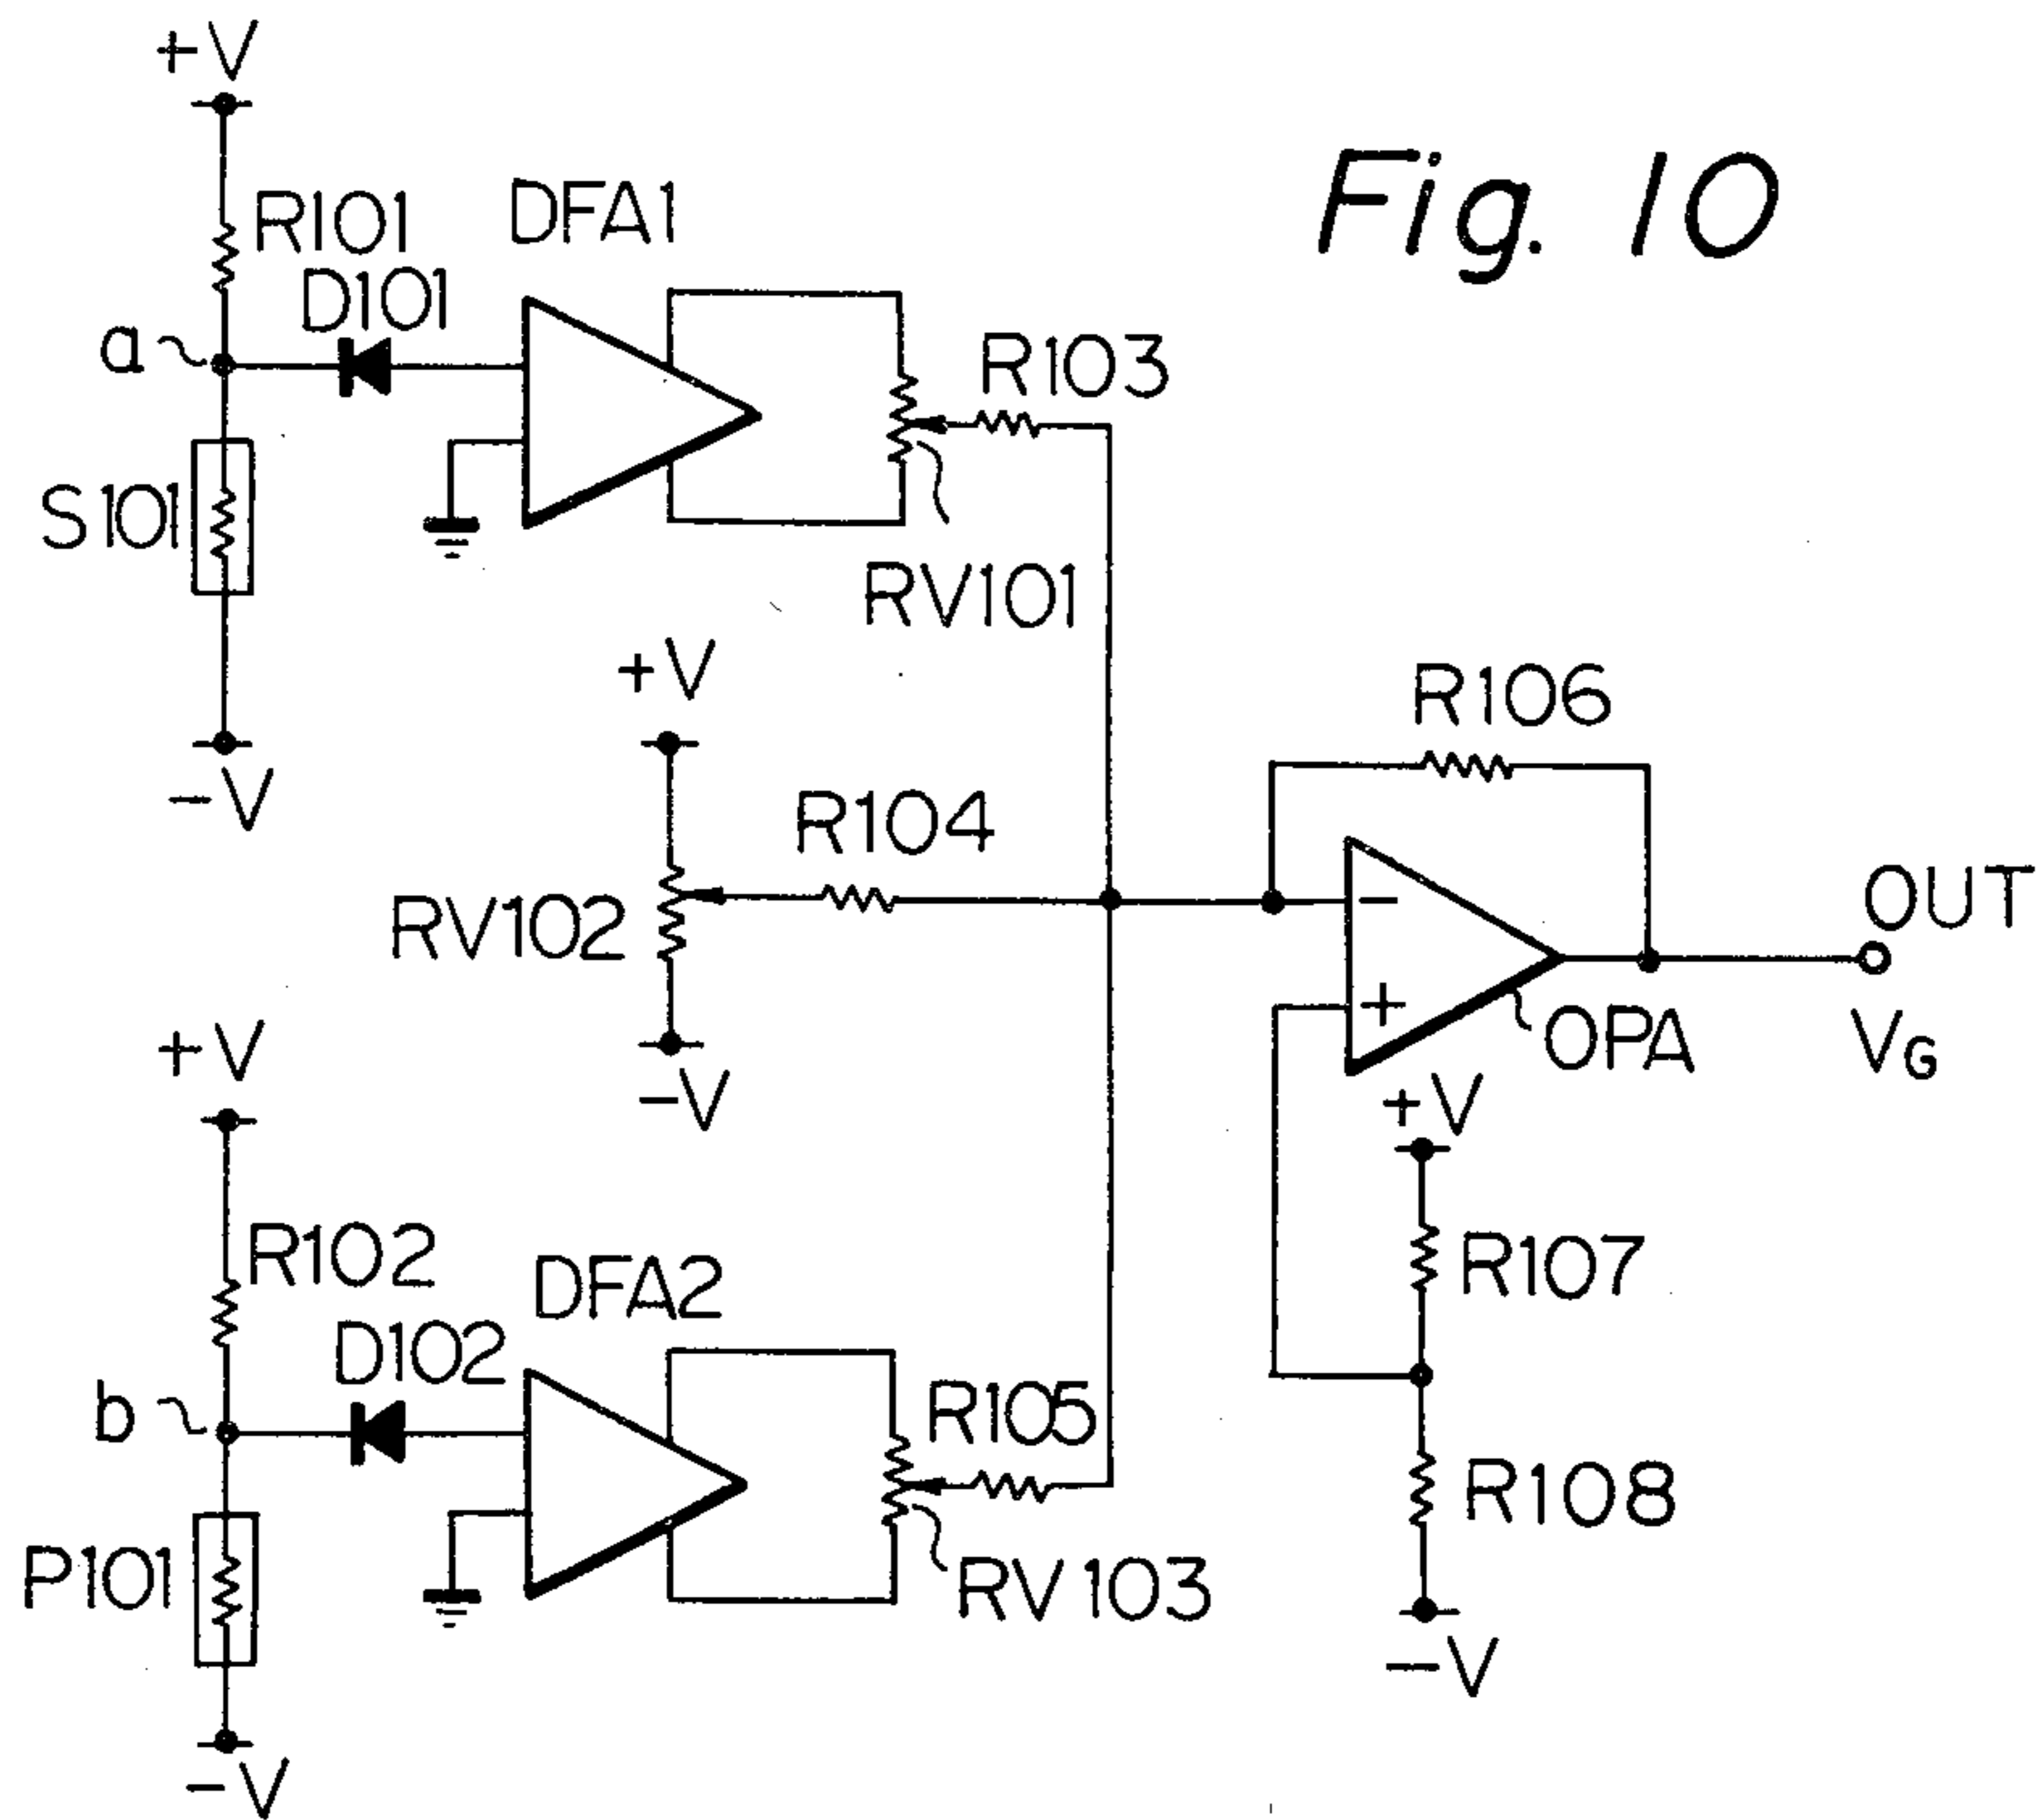 +V
Fig. 10
R101
DFA1
D101
a
R103
S101
RV101
+V
R106
-V
R104
OUT
RV102
-
+
OPA
VG
+V
-V
+V
R102
R107
DFA2
D102
b
R105
R108
P101
RV103
-V
-V